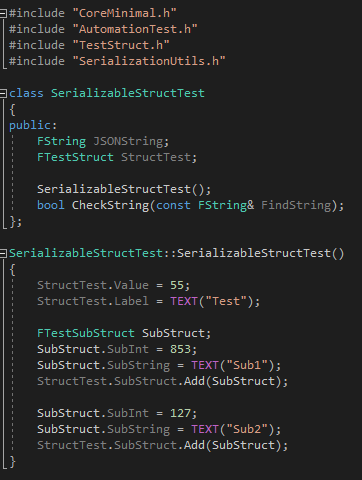 #include "CoreMinimal.h"
#include "AutomationTest.h"
#include "TestStruct.h"
#include "SerializationUtils.h"
class SerializableStructTest
{
public:
FString JSONString;
FTestStruct StructTest;
SerializableStructTest();
bool CheckString(const FString& FindString);
};
SerializableStructTest::SerializableStructTest()
{
StructTest.Value = 55;
StructTest.Label = TEXT("Test");
FTestSubStruct SubStruct;
SubStruct.SubInt = 853;
SubStruct.SubString = TEXT("Sub1");
StructTest.SubStruct.Add(SubStruct);
SubStruct.SubInt = 127;
SubStruct.SubString = TEXT("Sub2");
StructTest.SubStruct.Add(SubStruct);
}